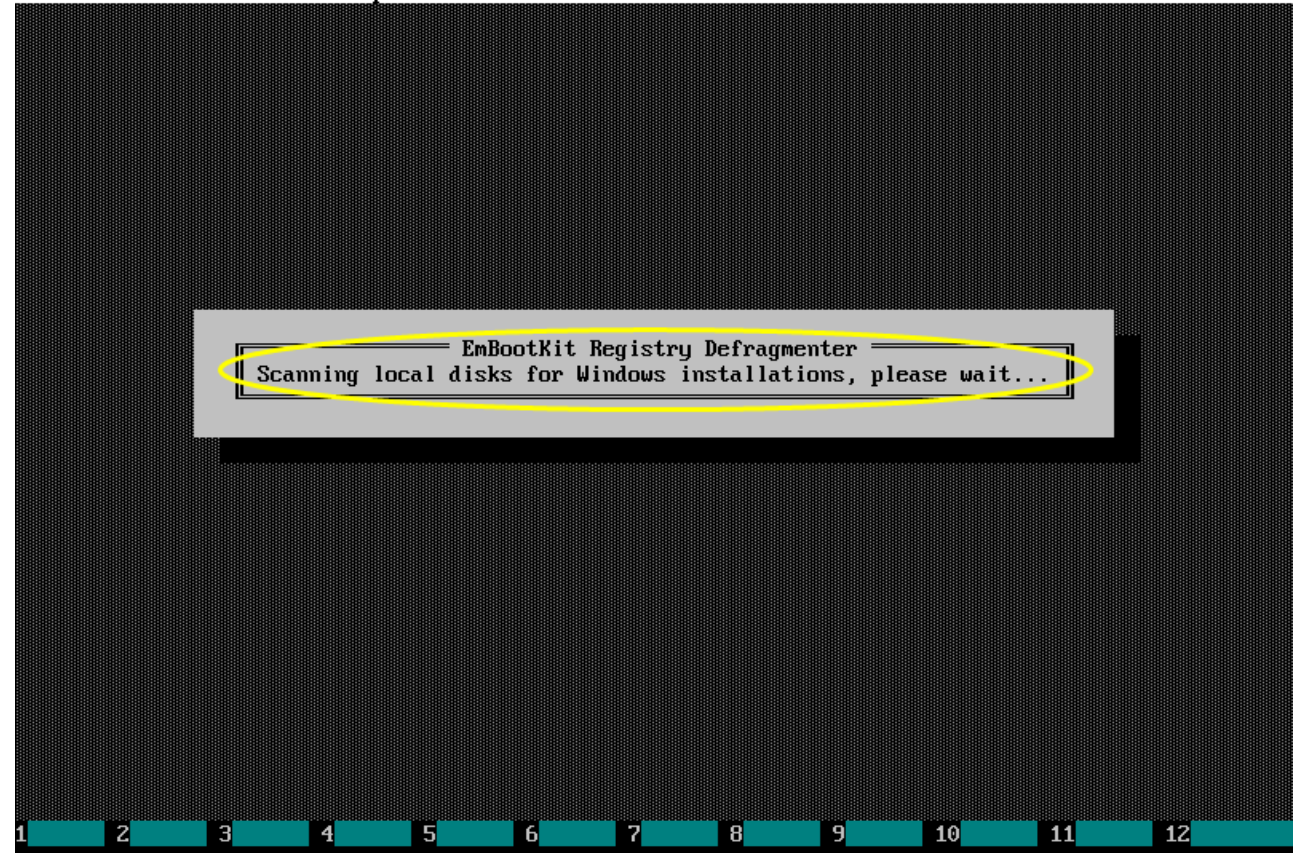 EmBootKit Registry Defragmenter
Scanning local disks for Windows installations, please wait...
1 2 3 4 5 6 7 8 9 10 11 12